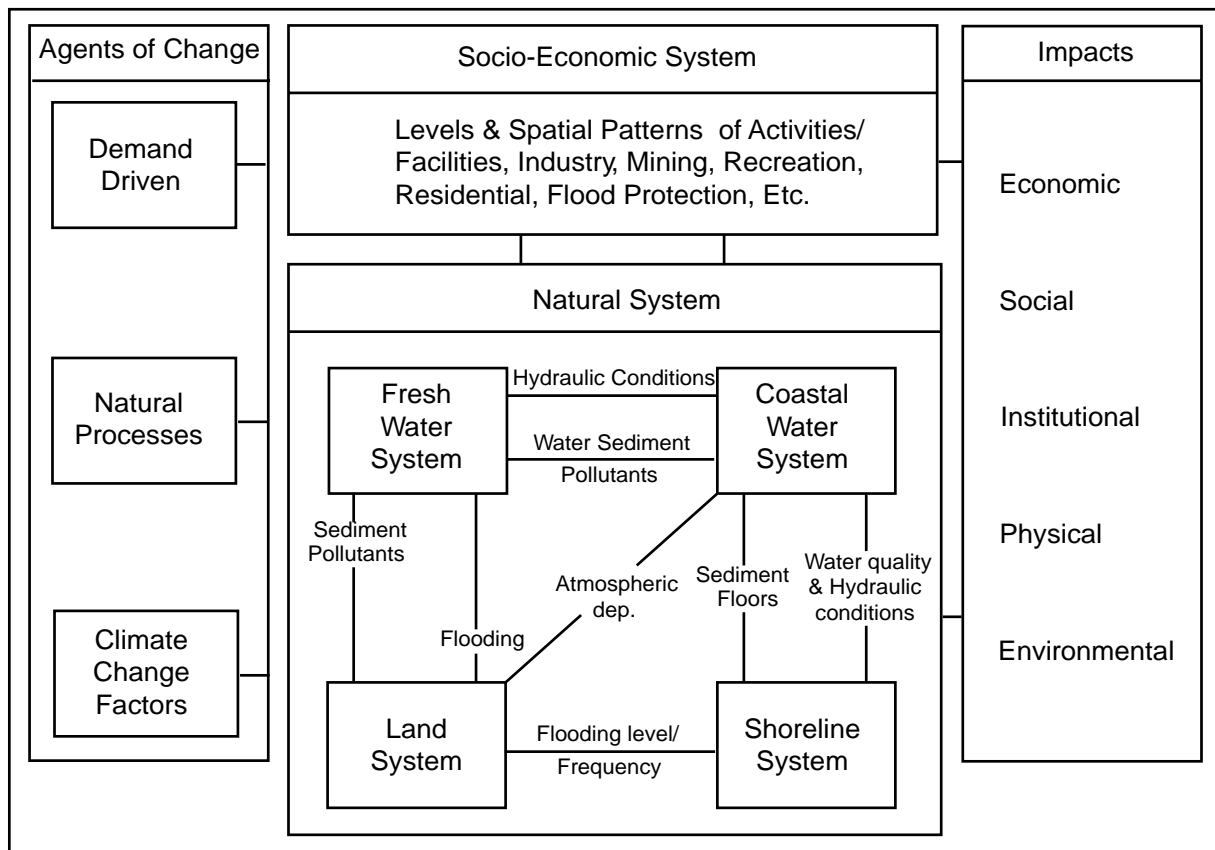 Agents of Change
Demand
Driven
Natural
Processes
Climate
Change
Factors
Socio-Economic System
Levels & Spatial Patterns of Activities/
Facilities, Industry, Mining, Recreation,
Residential, Flood Protection, Etc.
Natural System
Fresh
Water
System
Hydraulic Conditions
Water Sediment
Pollutants
Coastal
Water
System
Sediment
Pollutants
Flooding
Atmospheric
dep.
Sediment
Floors
Water quality
& Hydraulic
conditions
Land
System
Flooding level/
Frequency
Shoreline
System
Impacts
Economic
Social
Institutional
Physical
Environmental